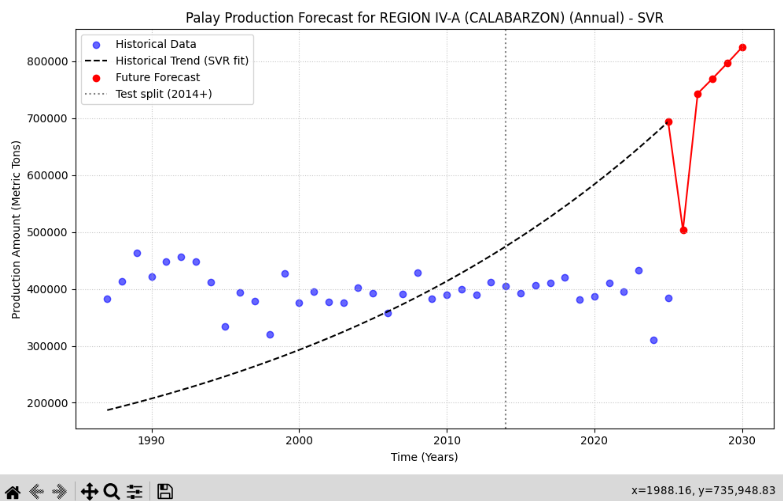 Palay Production Forecast for REGION IV-A (CALABARZON) (Annual) - SVR
Historical Data
Historical Trend (SVR fit)
Future Forecast
Test split (2014+)
800000
700000
600000
500000
400000
300000
200000
Production Amount (Metric Tons)
1990
2000
2010
2020
2030
Time (Years)
x=1988.16, y=735,948.83